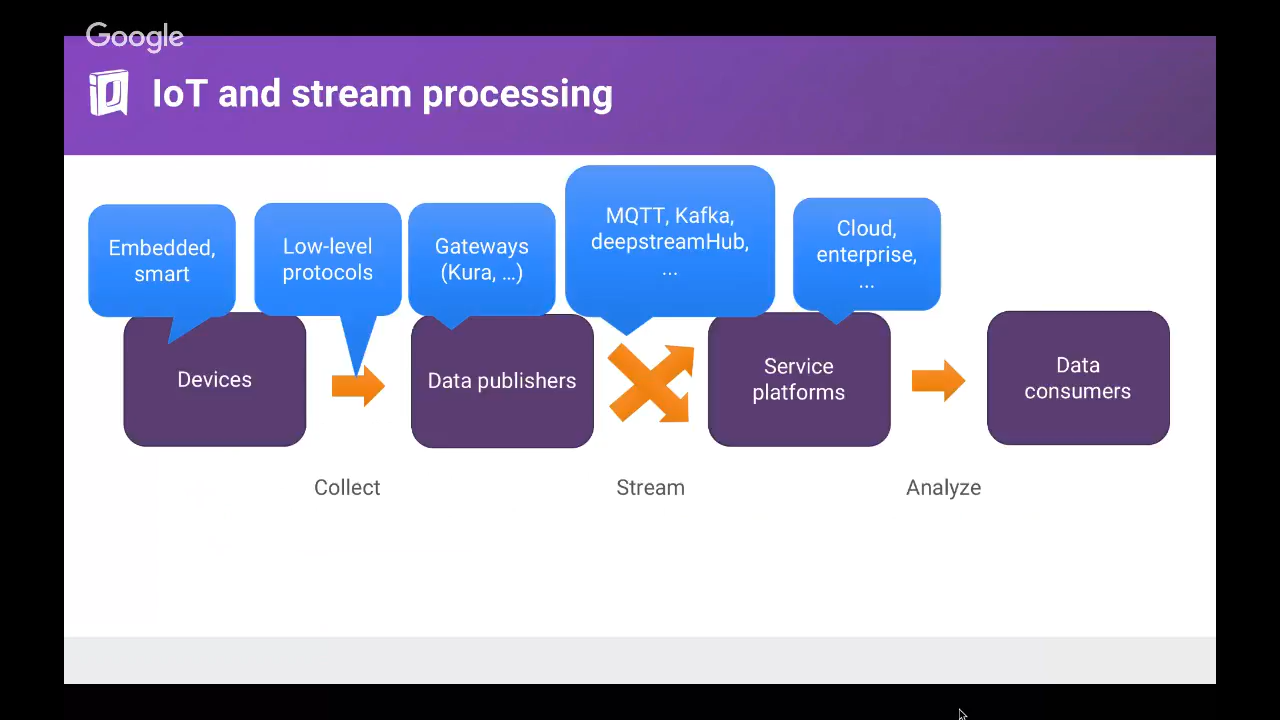 Google
IoT and stream processing
Embedded,
smart
Low-level
protocols
Gateways
(Kura, ...)
MQTT, Kafka,
deepstreamHub,
...
Cloud,
enterprise,
...
Devices
Data publishers
Service
platforms
Data
consumers
Collect
Stream
Analyze